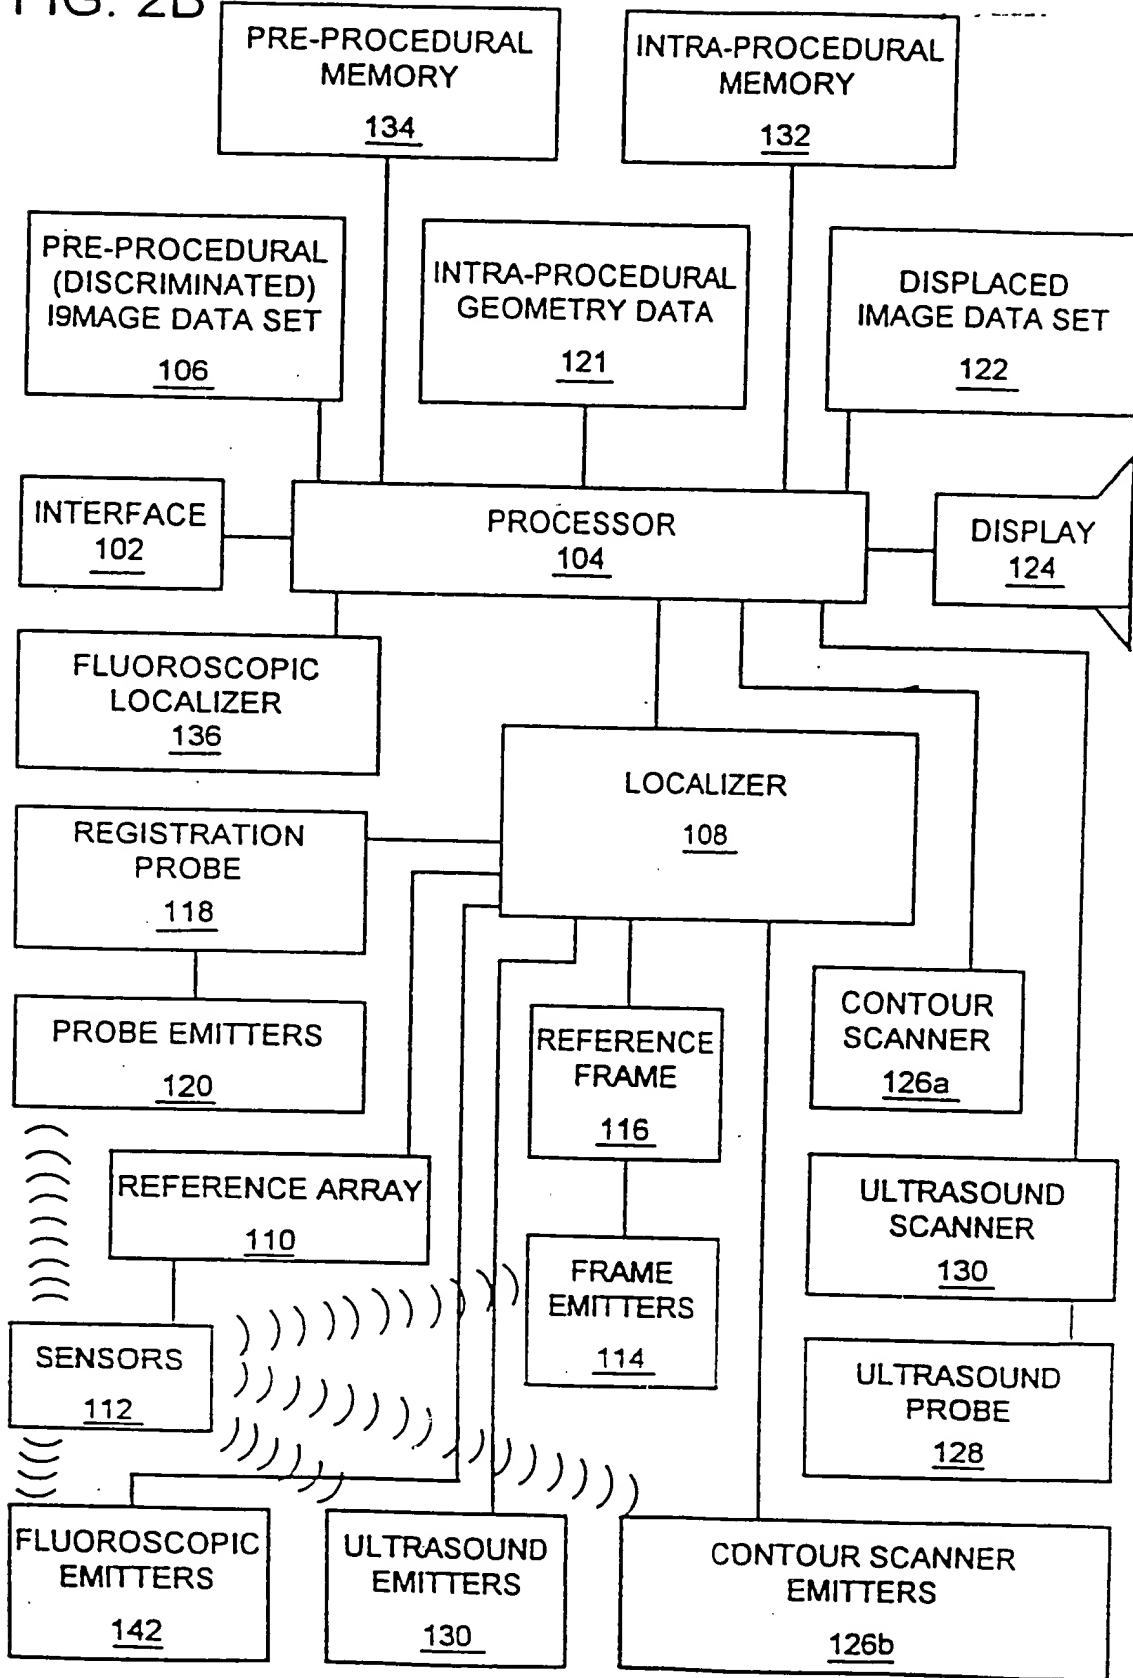 FIG. 2B
PRE-PROCEDURAL
MEMORY
134
INTRA-PROCEDURAL
MEMORY
132
PRE-PROCEDURAL
(DISCRIMINATED)
I9MAGE DATA SET
106
INTRA-PROCEDURAL
GEOMETRY DATA
121
DISPLACED
IMAGE DATA SET
122
INTERFACE
102
PROCESSOR
104
DISPLAY
124
FLUOROSCOPIC
LOCALIZER
136
LOCALIZER
108
REGISTRATION
PROBE
118
PROBE EMITTERS
120
REFERENCE
FRAME
116
CONTOUR
SCANNER
126a
REFERENCE ARRAY
110
ULTRASOUND
SCANNER
130
FRAME
EMITTERS
114
SENSORS
112
ULTRASOUND
PROBE
128
FLUOROSCOPIC
EMITTERS
142
ULTRASOUND
EMITTERS
130
CONTOUR SCANNER
EMITTERS
126b